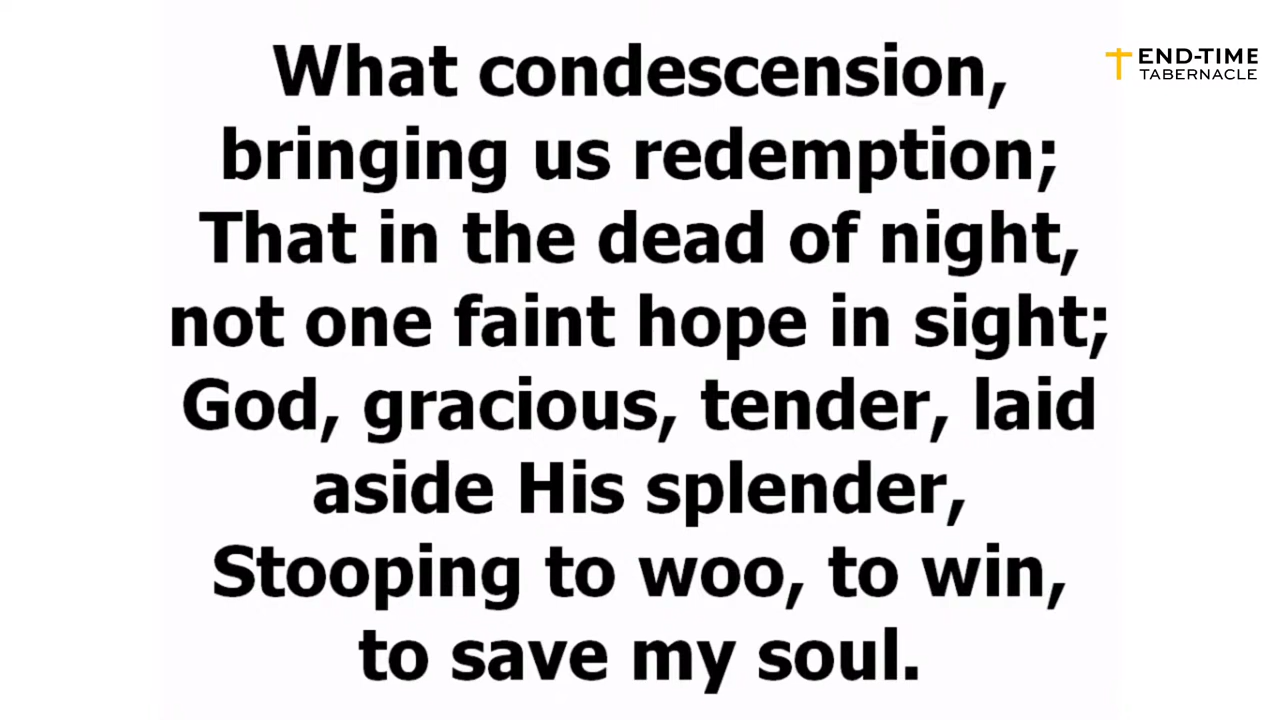 What condescension,
bringing us redemption;
That in the dead of night,
not one faint hope in sight;
God, gracious, tender, laid
aside His splender,
Stooping to woo, to win,
to save my soul.
END-TIME
TABERNACLE